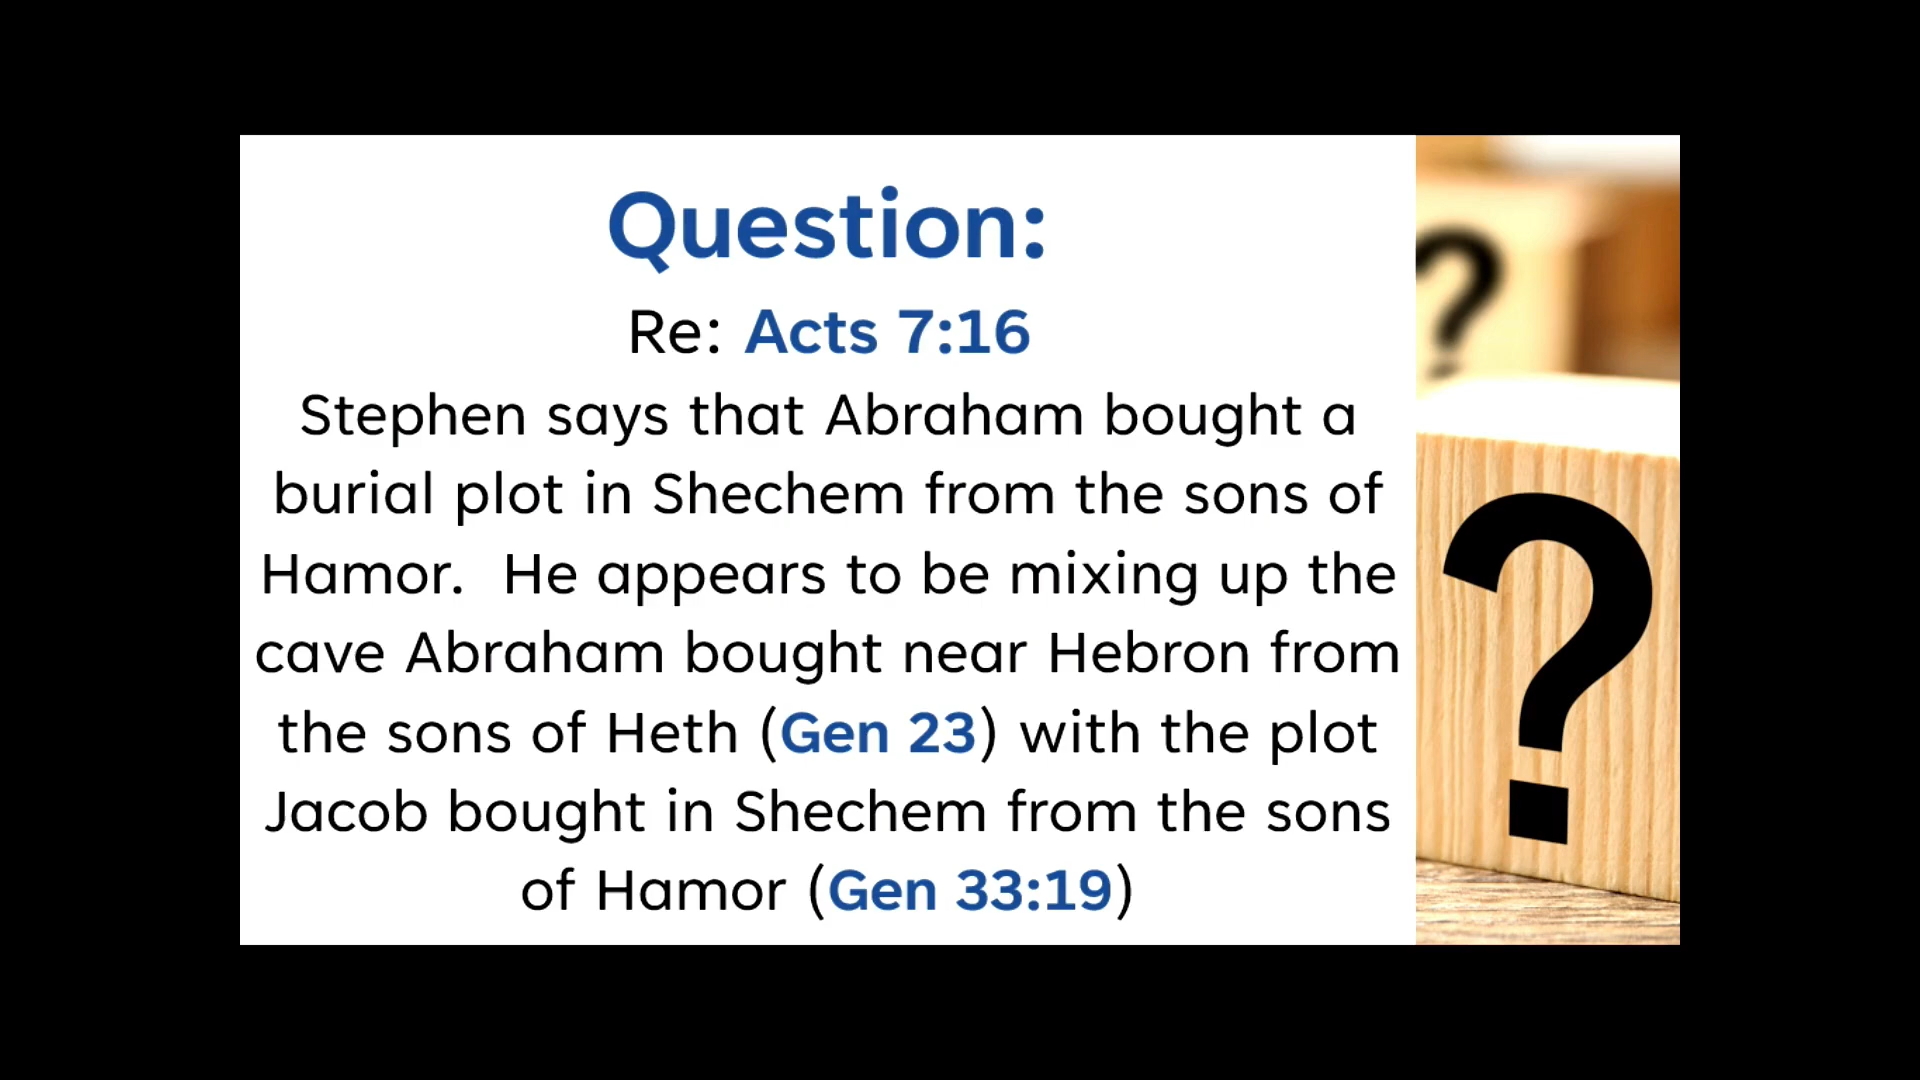 Question:
Re: Acts 7:16
Stephen says that Abraham bought a
burial plot in Shechem from the sons of
Hamor.  He appears to be mixing up the
cave Abraham bought near Hebron from
the sons of Heth (Gen 23) with the plot
Jacob bought in Shechem from the sons
of Hamor (Gen 33:19)
?
?